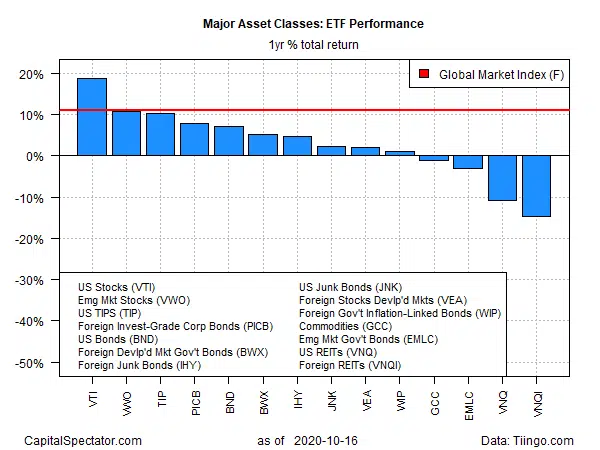 Major Asset Classes: ETF Performance
1yr % total return
Global Market Index (F)
20%
10%
0%
-10%
-20%
-30%
-40%
-50%
US Stocks (VTI)
Emg Mkt Stocks (VWO)
US TIPS (TIP)
Foreign Invest-Grade Corp Bonds (PICB)
US Bonds (BND)
Foreign Devlp'd Mkt Gov't Bonds (BWX)
Foreign Junk Bonds (IHY)
US Junk Bonds (JNK)
Foreign Stocks Devlp'd Mkts (VEA)
Foreign Gov't Inflation-Linked Bonds (WIP)
Commodities (GCC)
Emg Mkt Gov't Bonds (EMLC)
US REITs (VNQ)
Foreign REITs (VNQI)
VTI
VWO
TIP
PICB
BND
BWX
IHY
JNK
VEA
WIP
GCC
EMLC
VNQ
VNQI
CapitalSpectator.com
as of 2020-10-16
Data: Tiingo.com